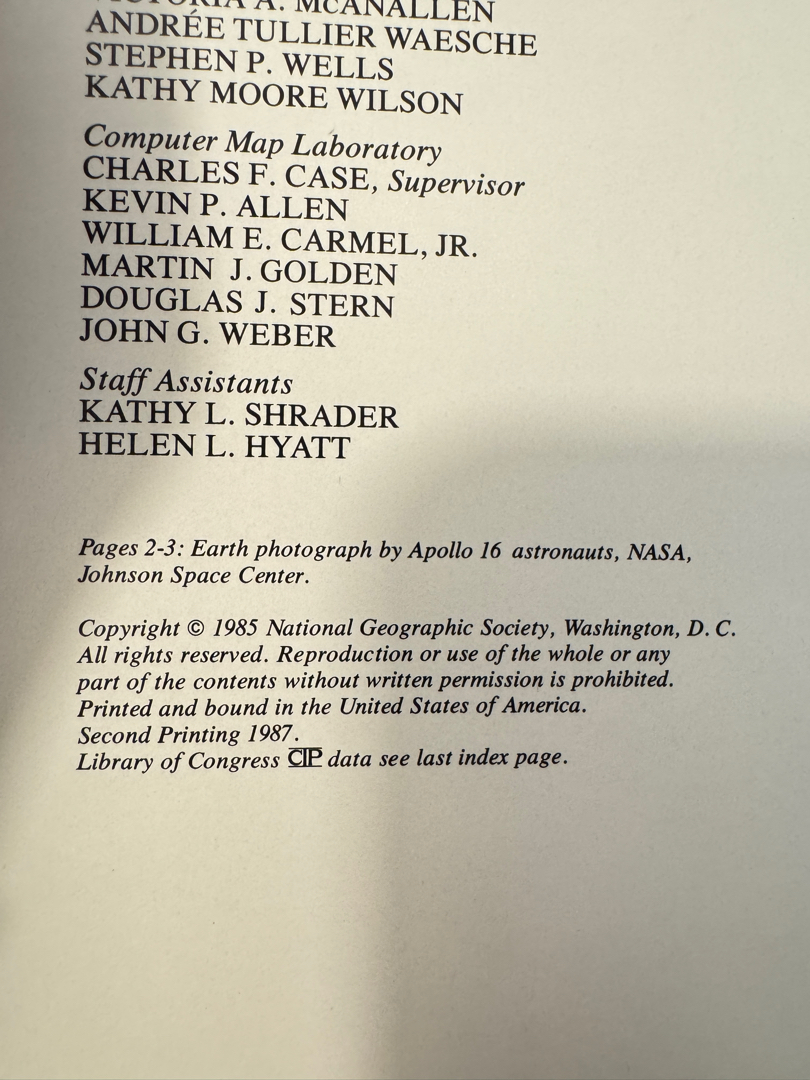 VICTORIA A. MCANALLEN
ANDRÉE TULLIER WAESCHE
STEPHEN P. WELLS
KATHY MOORE WILSON
Computer Map Laboratory
CHARLES F. CASE, Supervisor
KEVIN P. ALLEN
WILLIAM E. CARMEL, JR.
MARTIN J. GOLDEN
DOUGLAS J. STERN
JOHN G. WEBER
Staff Assistants
KATHY L. SHRADER
HELEN L. HYATT
Pages 2-3: Earth photograph by Apollo 16 astronauts, NASA,
Johnson Space Center.
Copyright © 1985 National Geographic Society, Washington, D. C.
All rights reserved. Reproduction or use of the whole or any
part of the contents without written permission is prohibited.
Printed and bound in the United States of America.
Second Printing 1987.
Library of Congress CIP data see last index page.